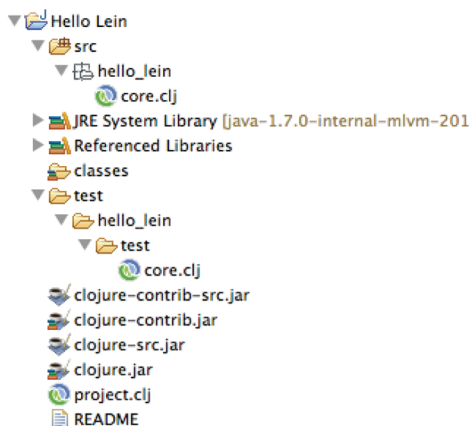 Hello Lein
src
hello_lein
core.clj
JRE System Library [java-1.7.0-internal-mlvm-201
Referenced Libraries
classes
test
hello_lein
test
core.clj
clojure-contrib-src.jar
clojure-contrib.jar
clojure-src.jar
clojure.jar
project.clj
README